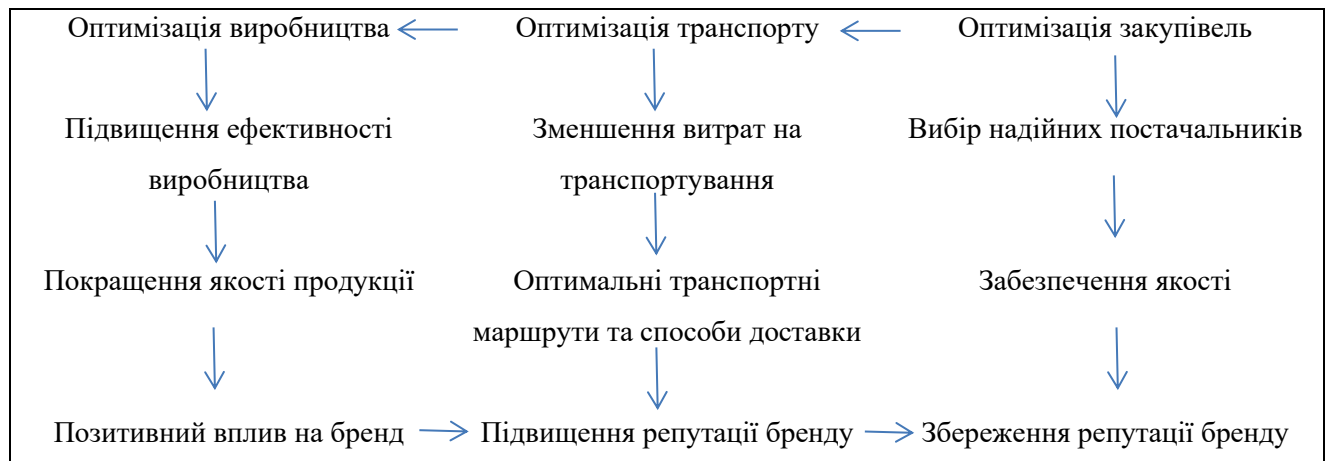 Оптимізація виробництва
Оптимізація транспорту
Оптимізація закупівель
Підвищення ефективності
виробництва
Зменшення витрат на
транспортування
Вибір надійних постачальників
Покращення якості продукції
Оптимальні транспортні
маршрути та способи доставки
Забезпечення якості
Позитивний вплив на бренд
Підвищення репутації бренду
Збереження репутації бренду